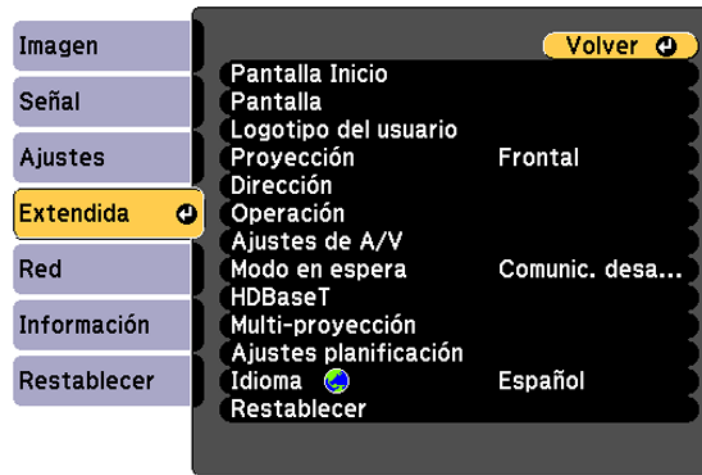 Imagen
Señal
Ajustes
Extendida
Red
Información
Restablecer
Volver
Pantalla Inicio
Pantalla
Logotipo del usuario
Proyección Frontal
Dirección
Operación
Ajustes de A/V
Modo en espera Comunic. desa...
HDBaseT
Multi-proyección
Ajustes planificación
Idioma Español
Restablecer